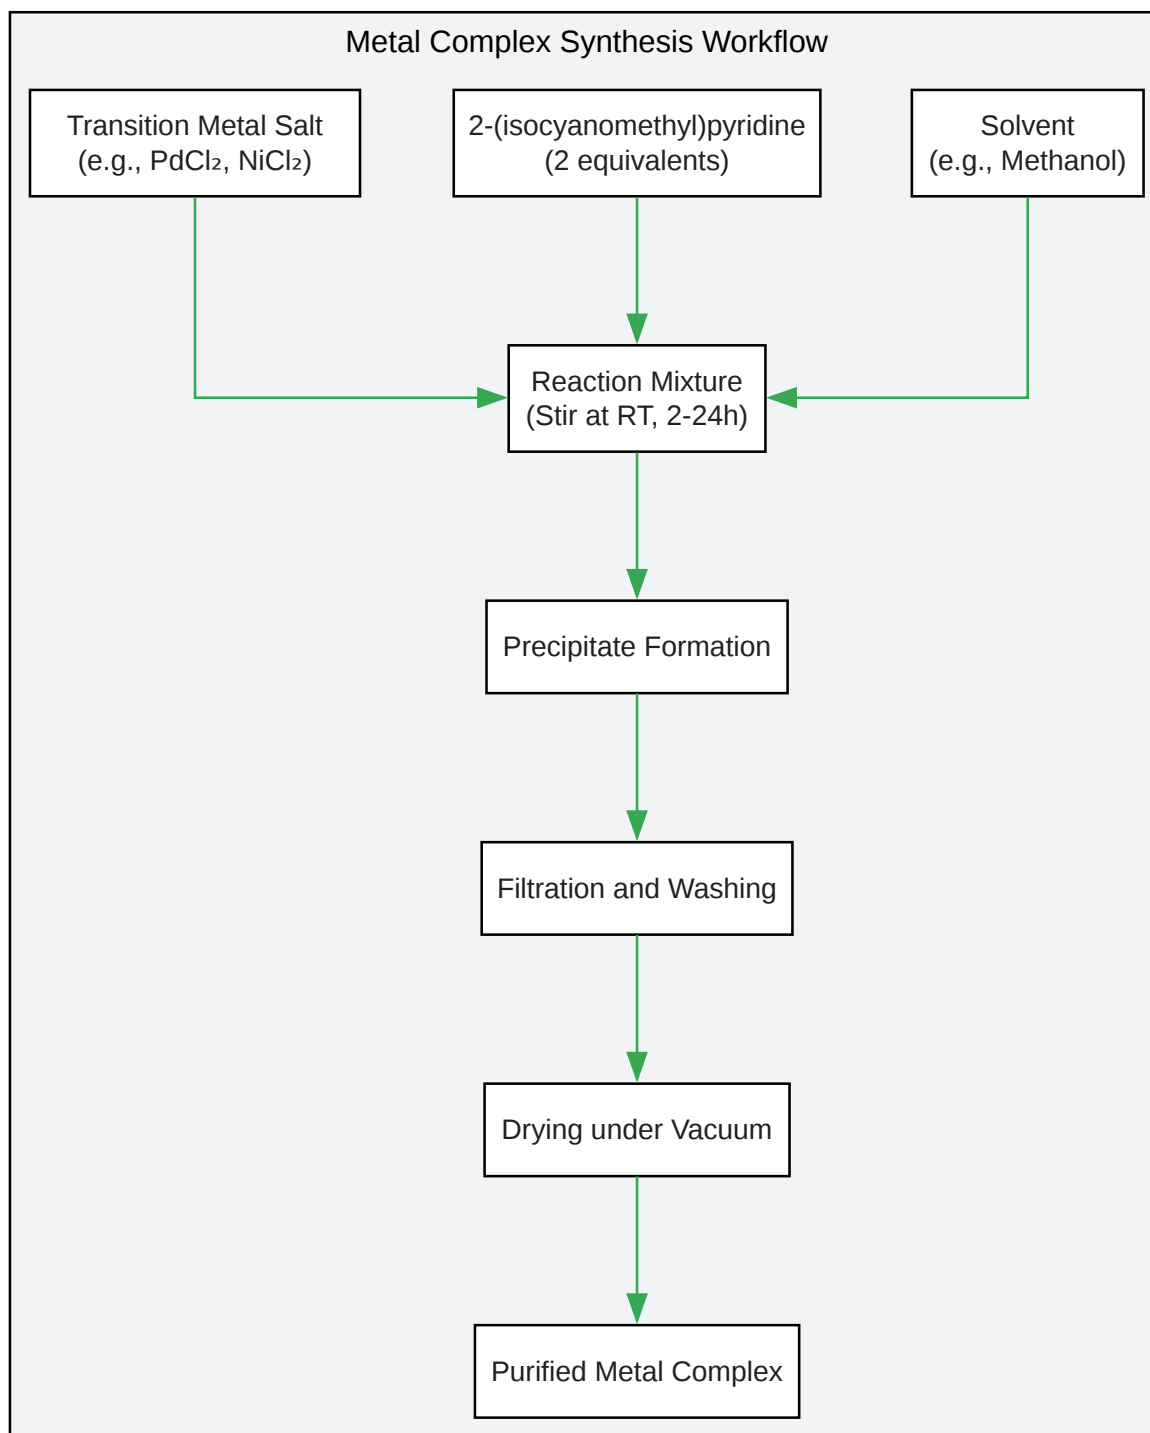 Metal Complex Synthesis Workflow
Transition Metal Salt
(e.g., PdCl₂, NiCl₂)
2-(isocyanomethyl)pyridine
(2 equivalents)
Solvent
(e.g., Methanol)
Reaction Mixture
(Stir at RT, 2-24h)
Precipitate Formation
Filtration and Washing
Drying under Vacuum
Purified Metal Complex